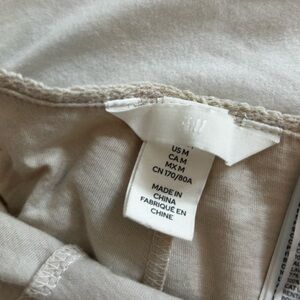 US M
CA M
MX M
CN 170/80A
MADE IN
CHINA
FABRIQUÉ EN
CHINE